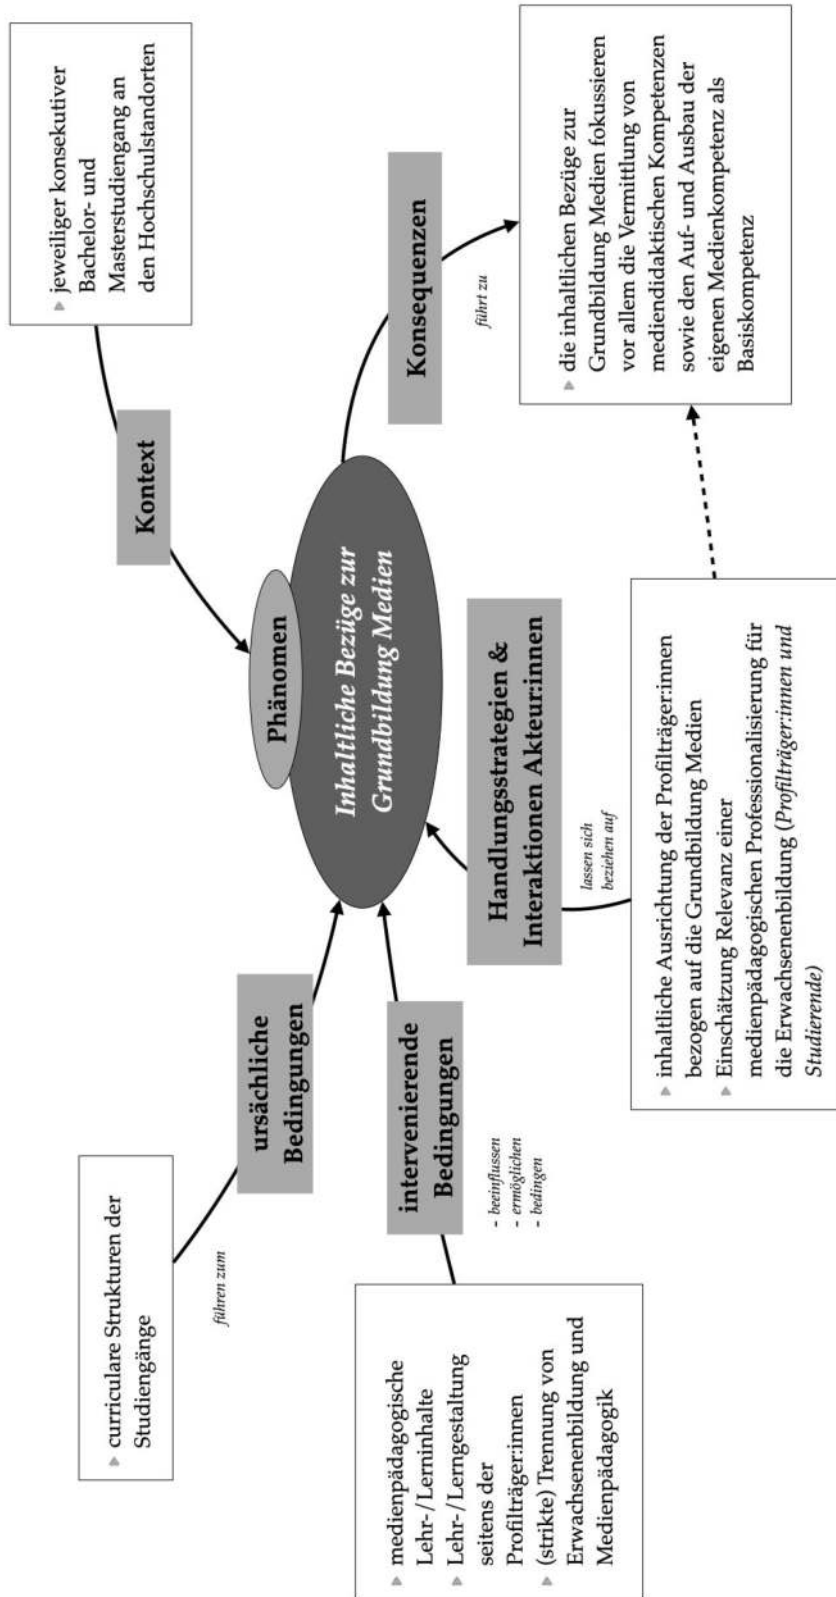 ▶ curriculare Strukturen der
Studiengänge
führen zum
ursächliche
Bedingungen
▶ jeweiliger konsekutiver
Bachelor- und
Masterstudiengang an
den Hochschulstandorten
Kontext
Phänomen
Inhaltliche Bezüge zur
Grundbildung Medien
▶ medienpädagogische
Lehr-/Lerninhalte
▶ Lehr-/Lerngestaltung
seitens der
Profilträger:innen
▶ (strikte) Trennung von
Erwachsenenbildung und
Medienpädagogik
intervenierende
Bedingungen
- beeinflussen
- ermöglichen
- bedingen
Handlungsstrategien &
Interaktionen Akteur:innen
lassen sich
beziehen auf
▶ inhaltliche Ausrichtung der Profilträger:innen
bezogen auf die Grundbildung Medien
▶ Einschätzung Relevanz einer
medienpädagogischen Professionalisierung für
die Erwachsenenbildung (Profilträger:innen und
Studierende)
Konsequenzen
führt zu
▶ die inhaltlichen Bezüge zur
Grundbildung Medien fokussieren
vor allem die Vermittlung von
mediendidaktischen Kompetenzen
sowie den Auf- und Ausbau der
eigenen Medienkompetenz als
Basiskompetenz